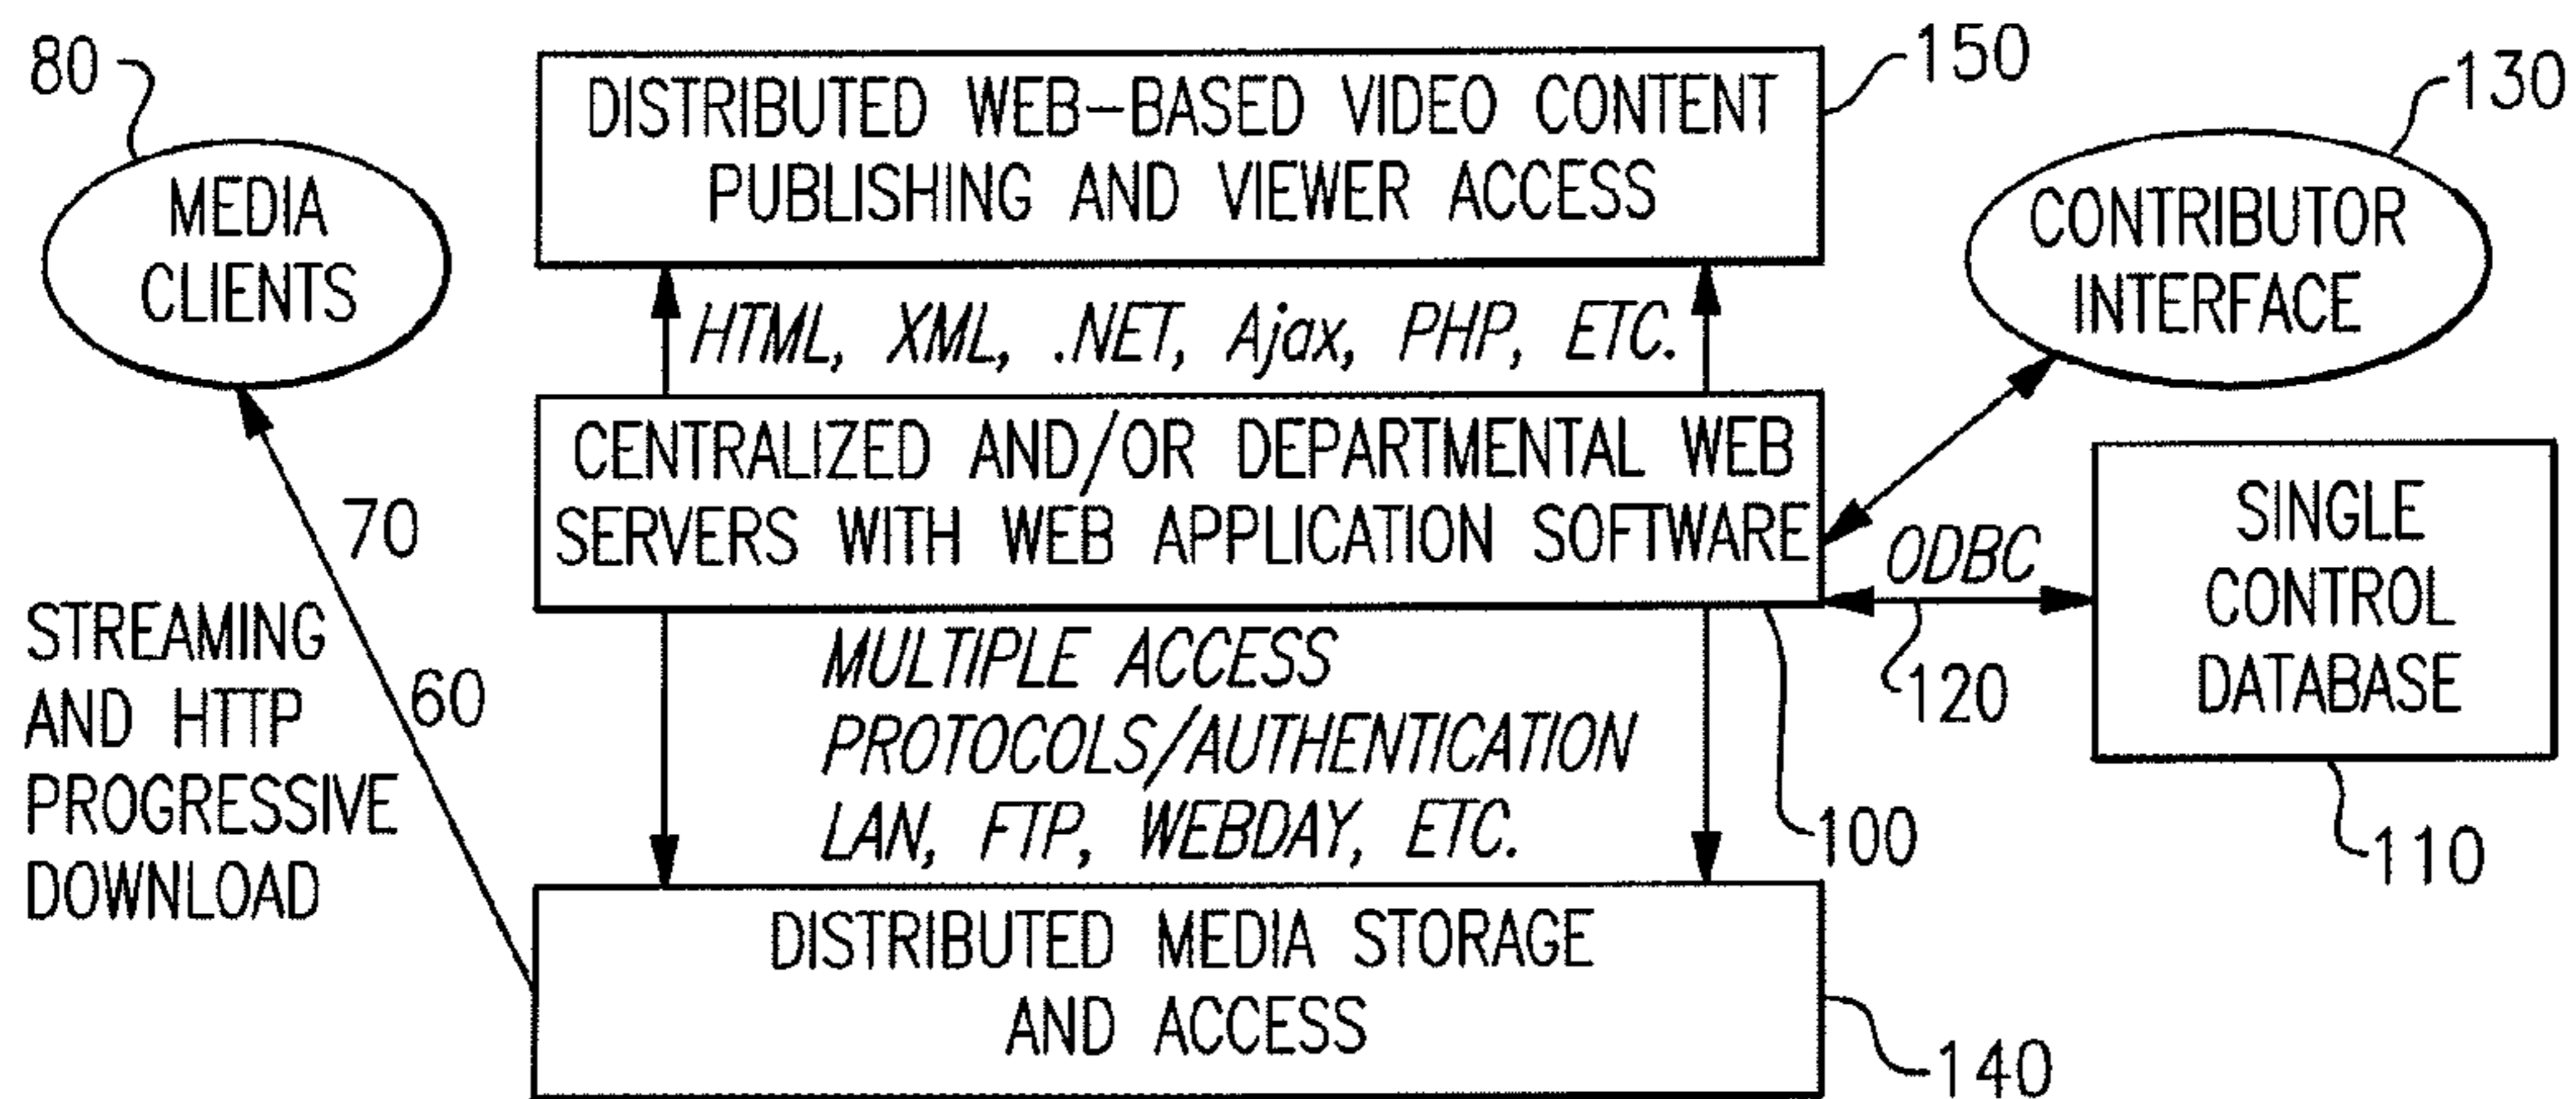 80
MEDIA
CLIENTS
DISTRIBUTED WEB-BASED VIDEO CONTENT
PUBLISHING AND VIEWER ACCESS
150
130
CONTRIBUTOR
INTERFACE
HTML, XML, .NET, Ajax, PHP, ETC.
CENTRALIZED AND/OR DEPARTMENTAL WEB
SERVERS WITH WEB APPLICATION SOFTWARE
ODBC
120
SINGLE
CONTROL
DATABASE
110
70
60
STREAMING
AND HTTP
PROGRESSIVE
DOWNLOAD
MULTIPLE ACCESS
PROTOCOLS/AUTHENTICATION
LAN, FTP, WEBDAY, ETC.
100
DISTRIBUTED MEDIA STORAGE
AND ACCESS
140